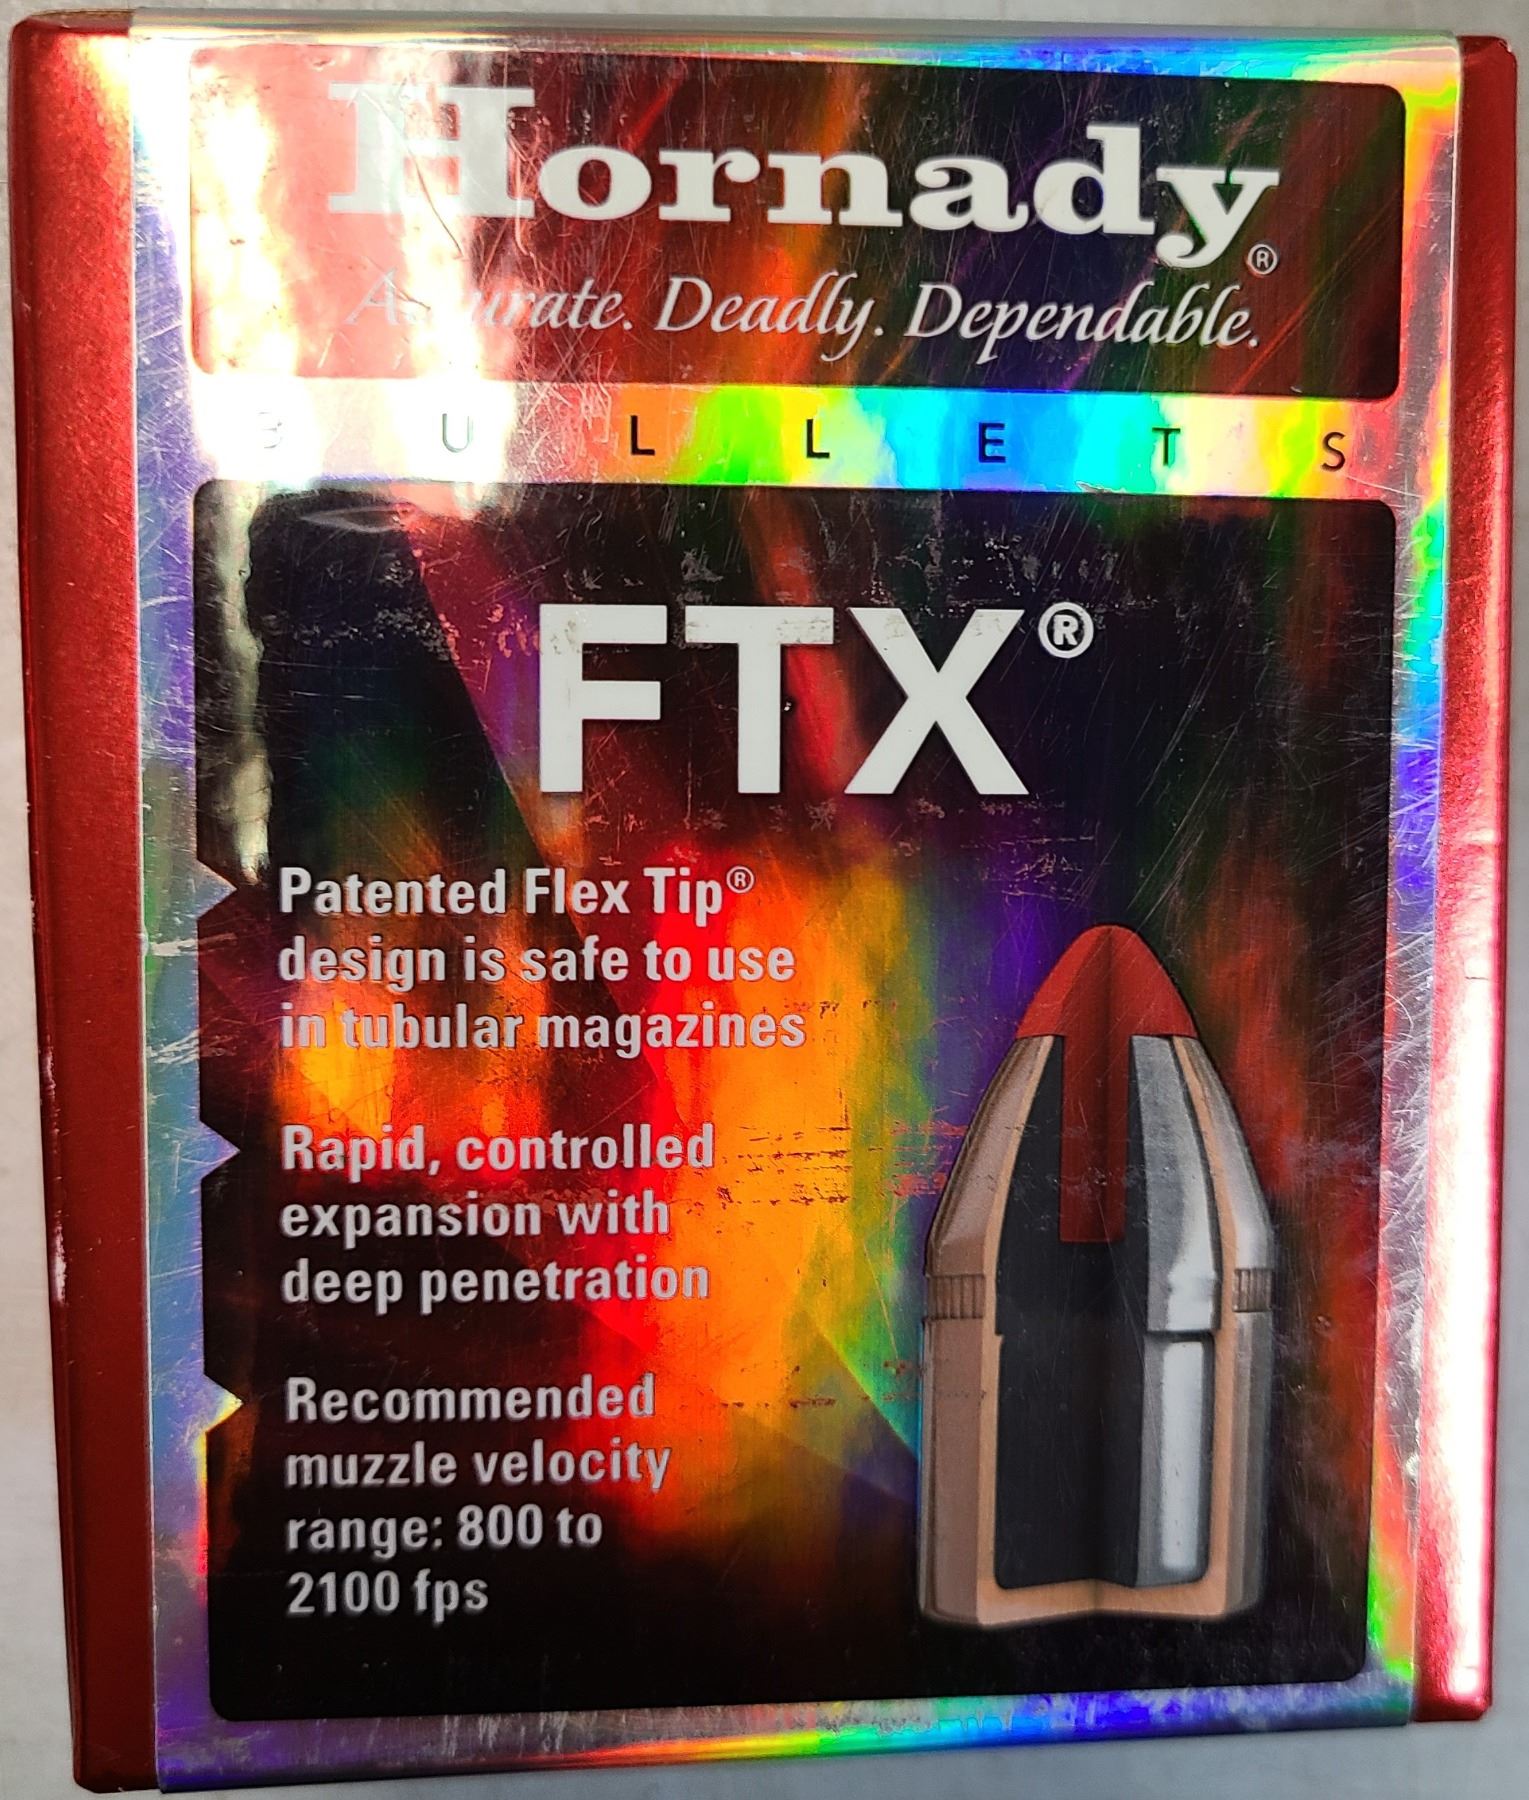 Hornady®
Accurate. Deadly. Dependable.
BULLETS
FTX®
Patented Flex Tip®
design is safe to use
in tubular magazines
Rapid, controlled
expansion with
deep penetration
Recommended
muzzle velocity
range: 800 to
2100 fps